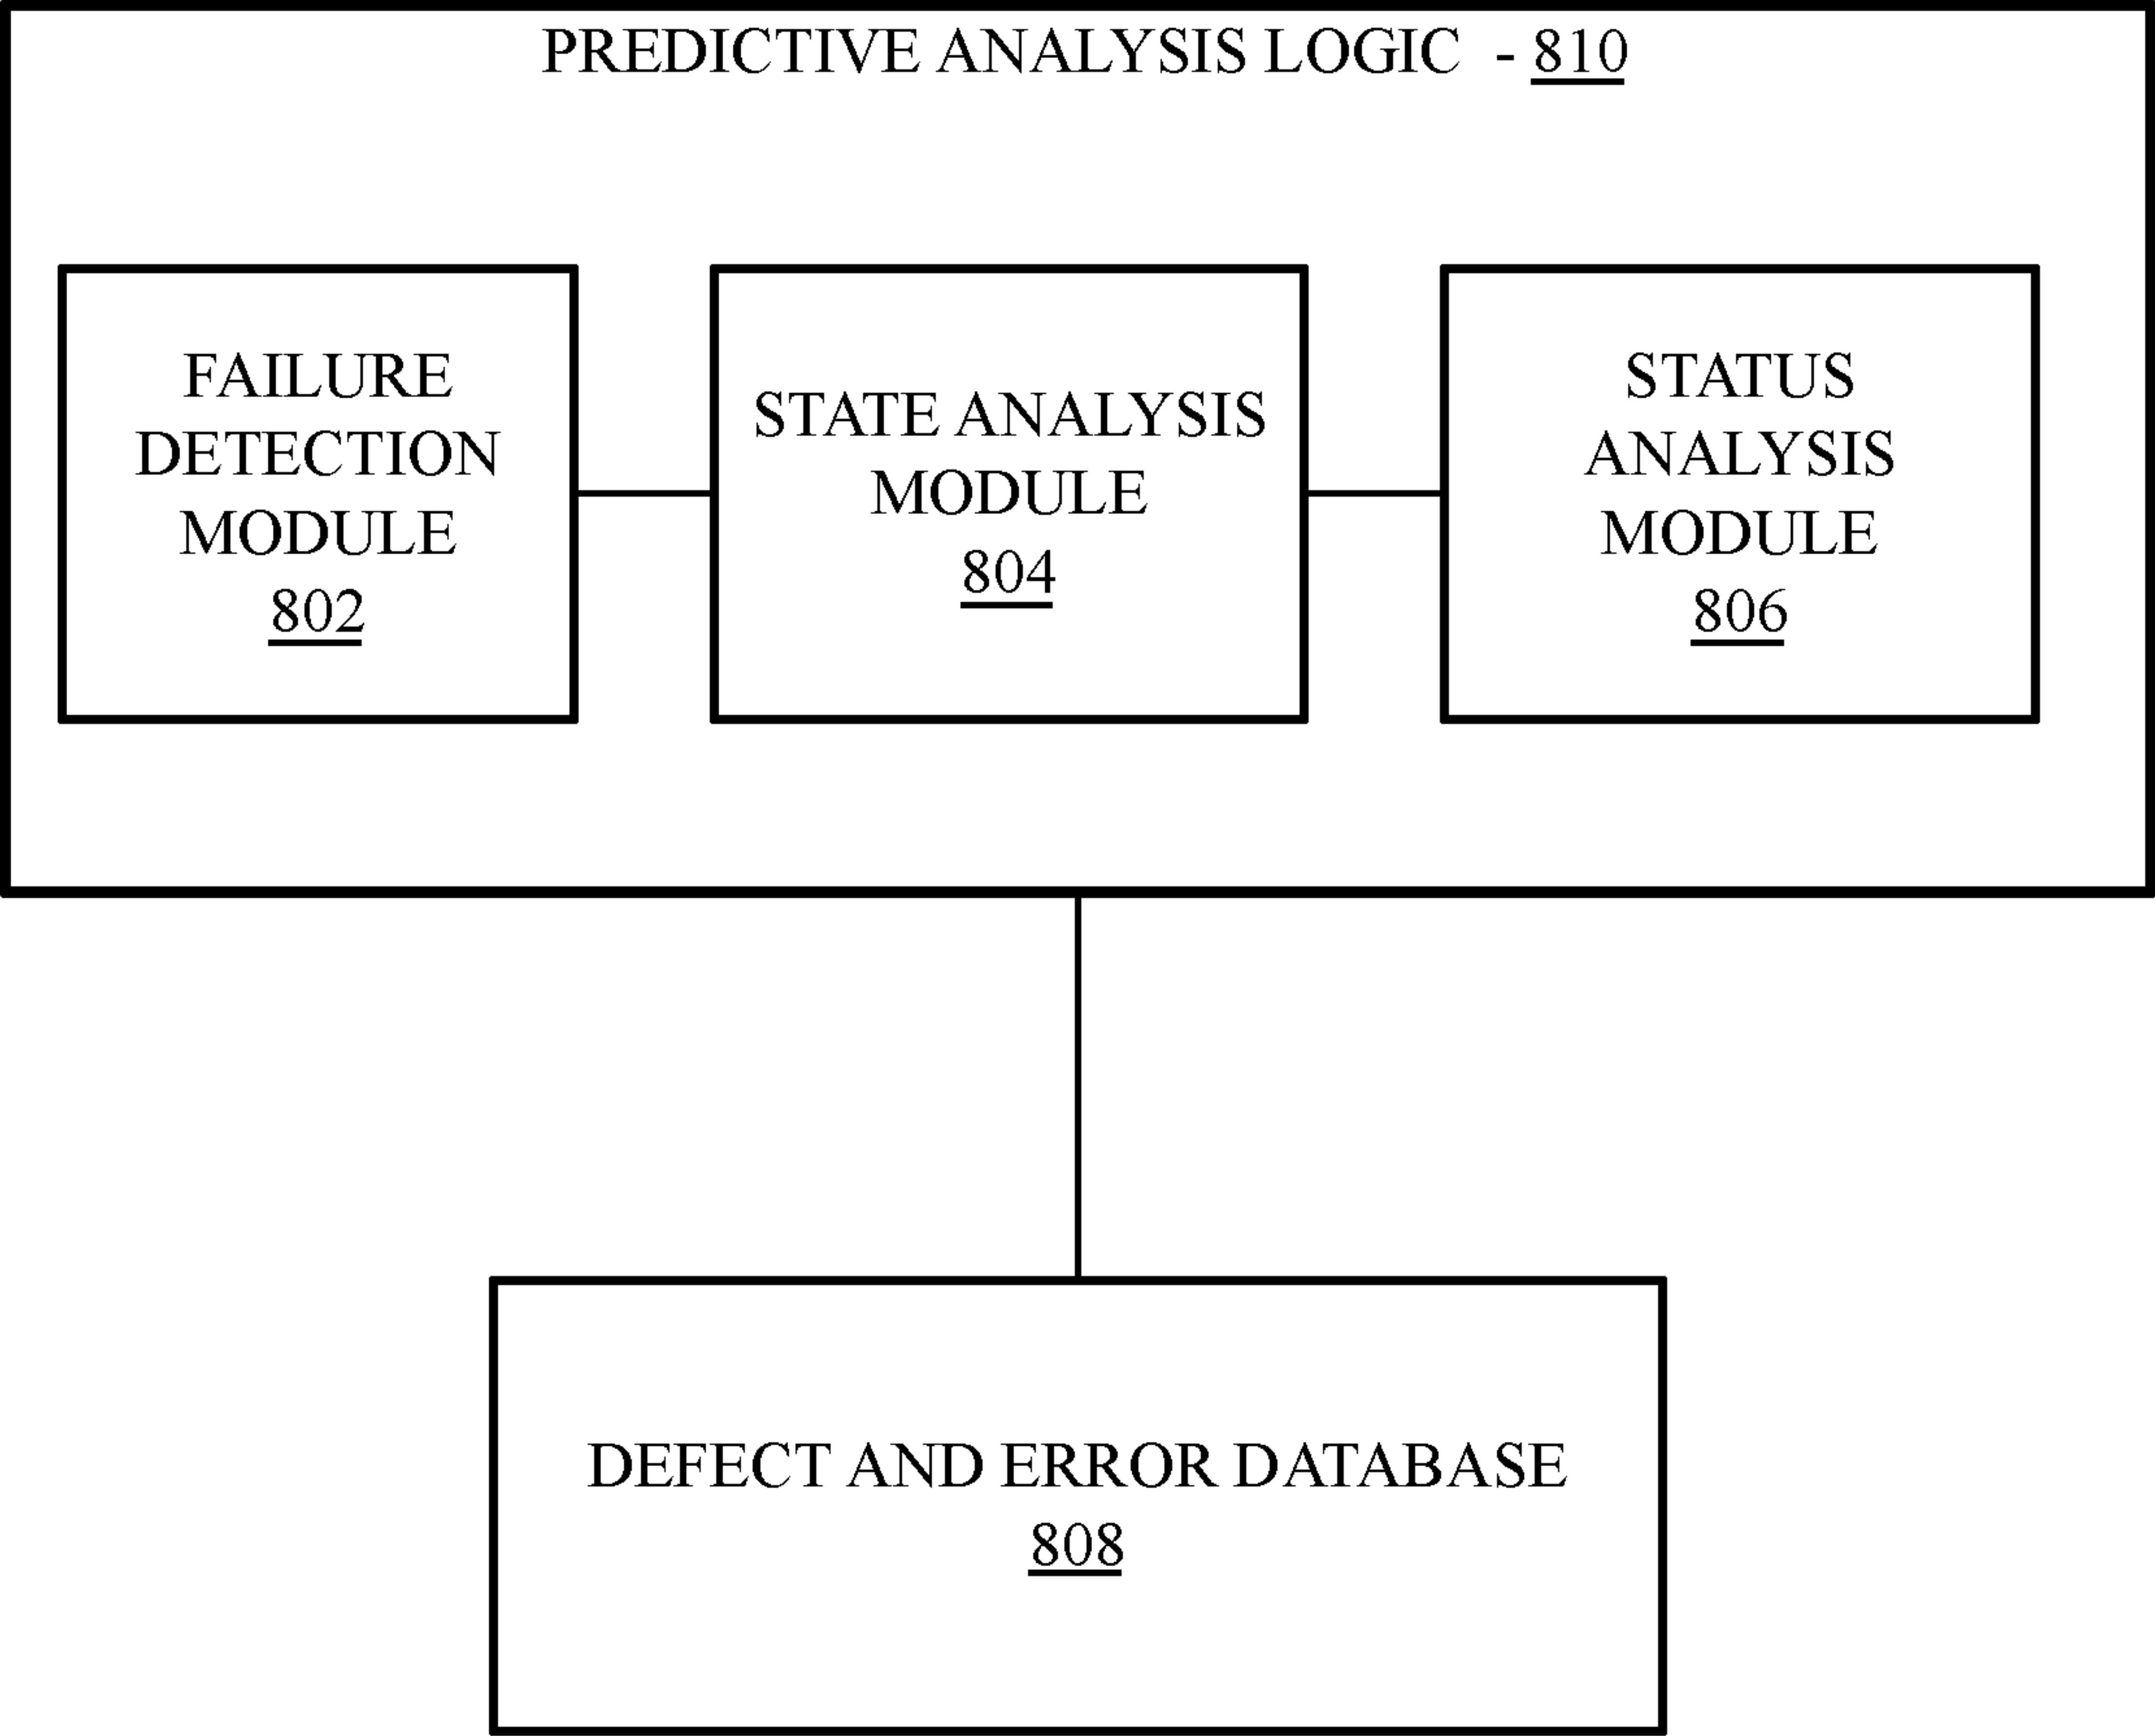 PREDICTIVE ANALYSIS LOGIC - 810
FAILURE
DETECTION
MODULE
802
STATE ANALYSIS
MODULE
804
STATUS
ANALYSIS
MODULE
806
DEFECT AND ERROR DATABASE
808